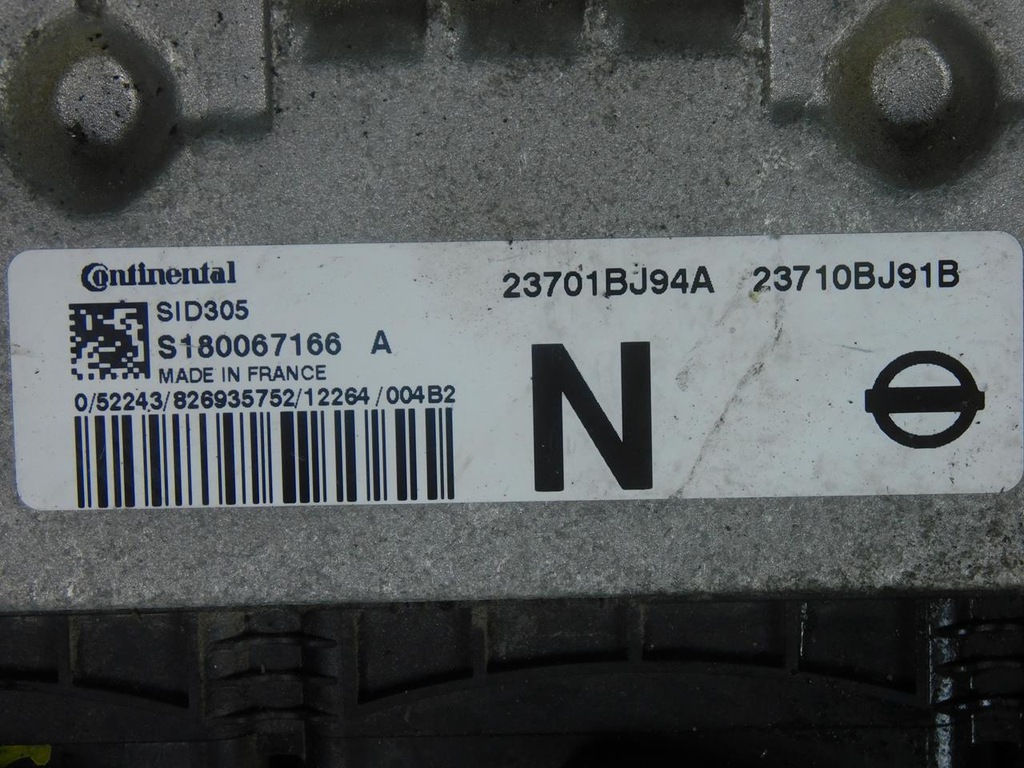 Continental
SID305
S180067166 A
MADE IN FRANCE
0/52243/826935752/12264/004B2
23701BJ94A 23710BJ91B
N